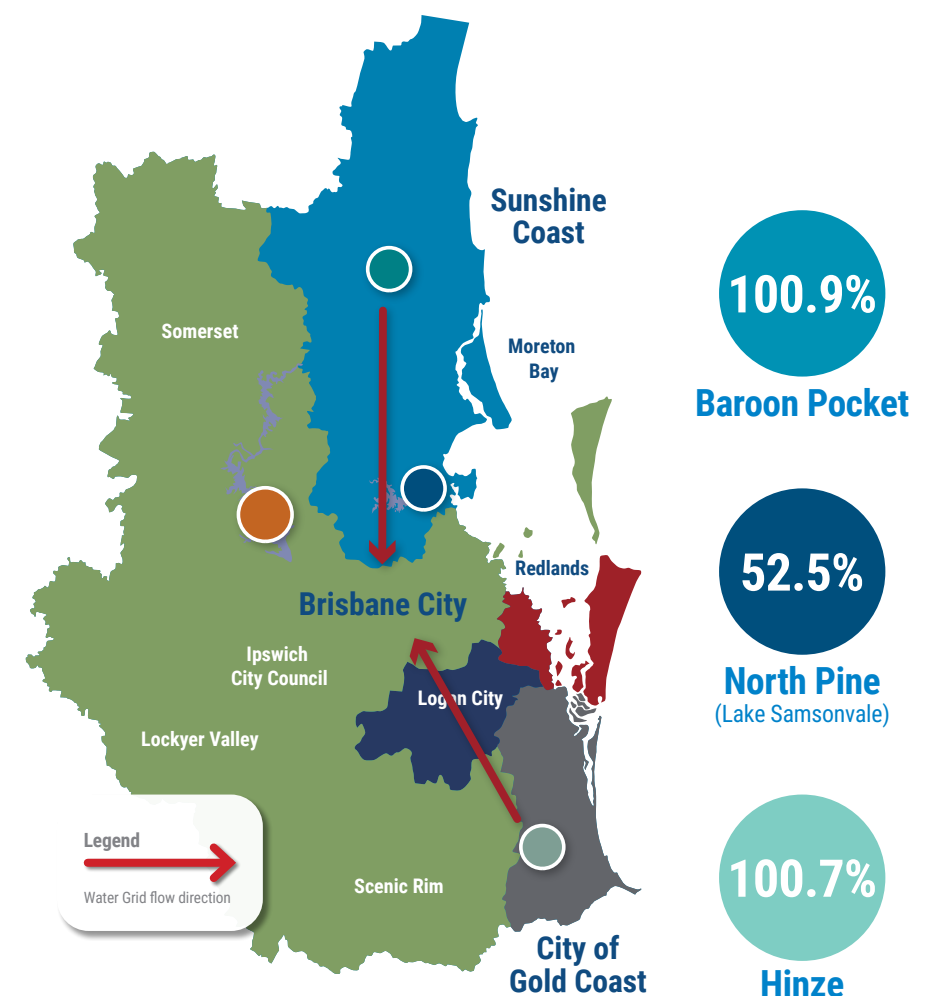 Sunshine
Coast
Somerset
Moreton
Bay
Redlands
Brisbane City
Ipswich
City Council
Logan City
Lockyer Valley
Scenic Rim
City of
Gold Coast
Legend
Water Grid flow direction
100.9%
Baroon Pocket
52.5%
North Pine
(Lake Samsonvale)
100.7%
Hinze